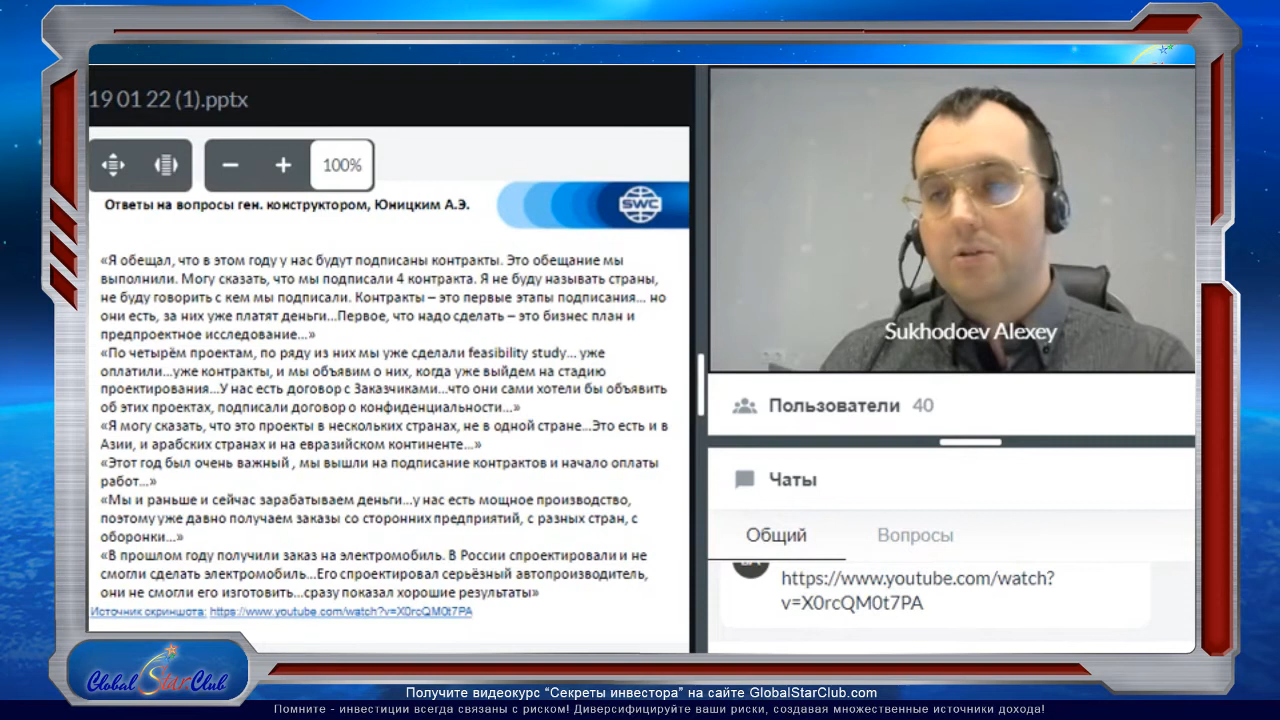 19 01 22 (1).pptx
100%
Ответы на вопросы ген. конструктором, Юницким А.Э.
SWC
«Я обещал, что в этом году у нас будут подписаны контракты. Это обещание мы
выполнили. Могу сказать, что мы подписали 4 контракта. Я не буду называть страны,
не буду говорить с кем мы подписали. Контракты – это первые этапы подписания... но
они есть, за них уже платят деньги...Первое, что надо сделать – это бизнес план и
предпроектное исследование...»
«По четырём проектам, по ряду из них мы уже сделали feasibility study... уже
оплатили...уже контракты, и мы объявим о них, когда уже выйдем на стадию
проектирования...У нас есть договор с Заказчиками...что они сами хотели бы объявить
об этих проектах, подписали договор о конфиденциальности...»
«Я могу сказать, что это проекты в нескольких странах, не в одной стране...Это есть и в
Азии, и арабских странах и на евразийском континенте...»
«Этот год был очень важный , мы вышли на подписание контрактов и начало оплаты
работ...»
«Мы и раньше и сейчас зарабатываем деньги...у нас есть мощное производство,
поэтому уже давно получаем заказы со сторонних предприятий, с разных стран, с
оборонки...»
«В прошлом году получили заказ на электромобиль. В России спроектировали и не
смогли сделать электромобиль...Его спроектировал серьёзный автопроизводитель,
они не смогли его изготовить...сразу показал хорошие результаты»
Источник скриншота: https://www.youtube.com/watch?v=X0rcQM0t7PA
Sukhodoev Alexey
Пользователи 40
Чаты
Общий Вопросы
https://www.youtube.com/watch?
v=X0rcQM0t7PA
Global Star Club
Получите видеокурс “Секреты инвестора” на сайте GlobalStarClub.com
Помните - инвестиции всегда связаны с риском! Диверсифицируйте ваши риски, создавая множественные источники дохода!